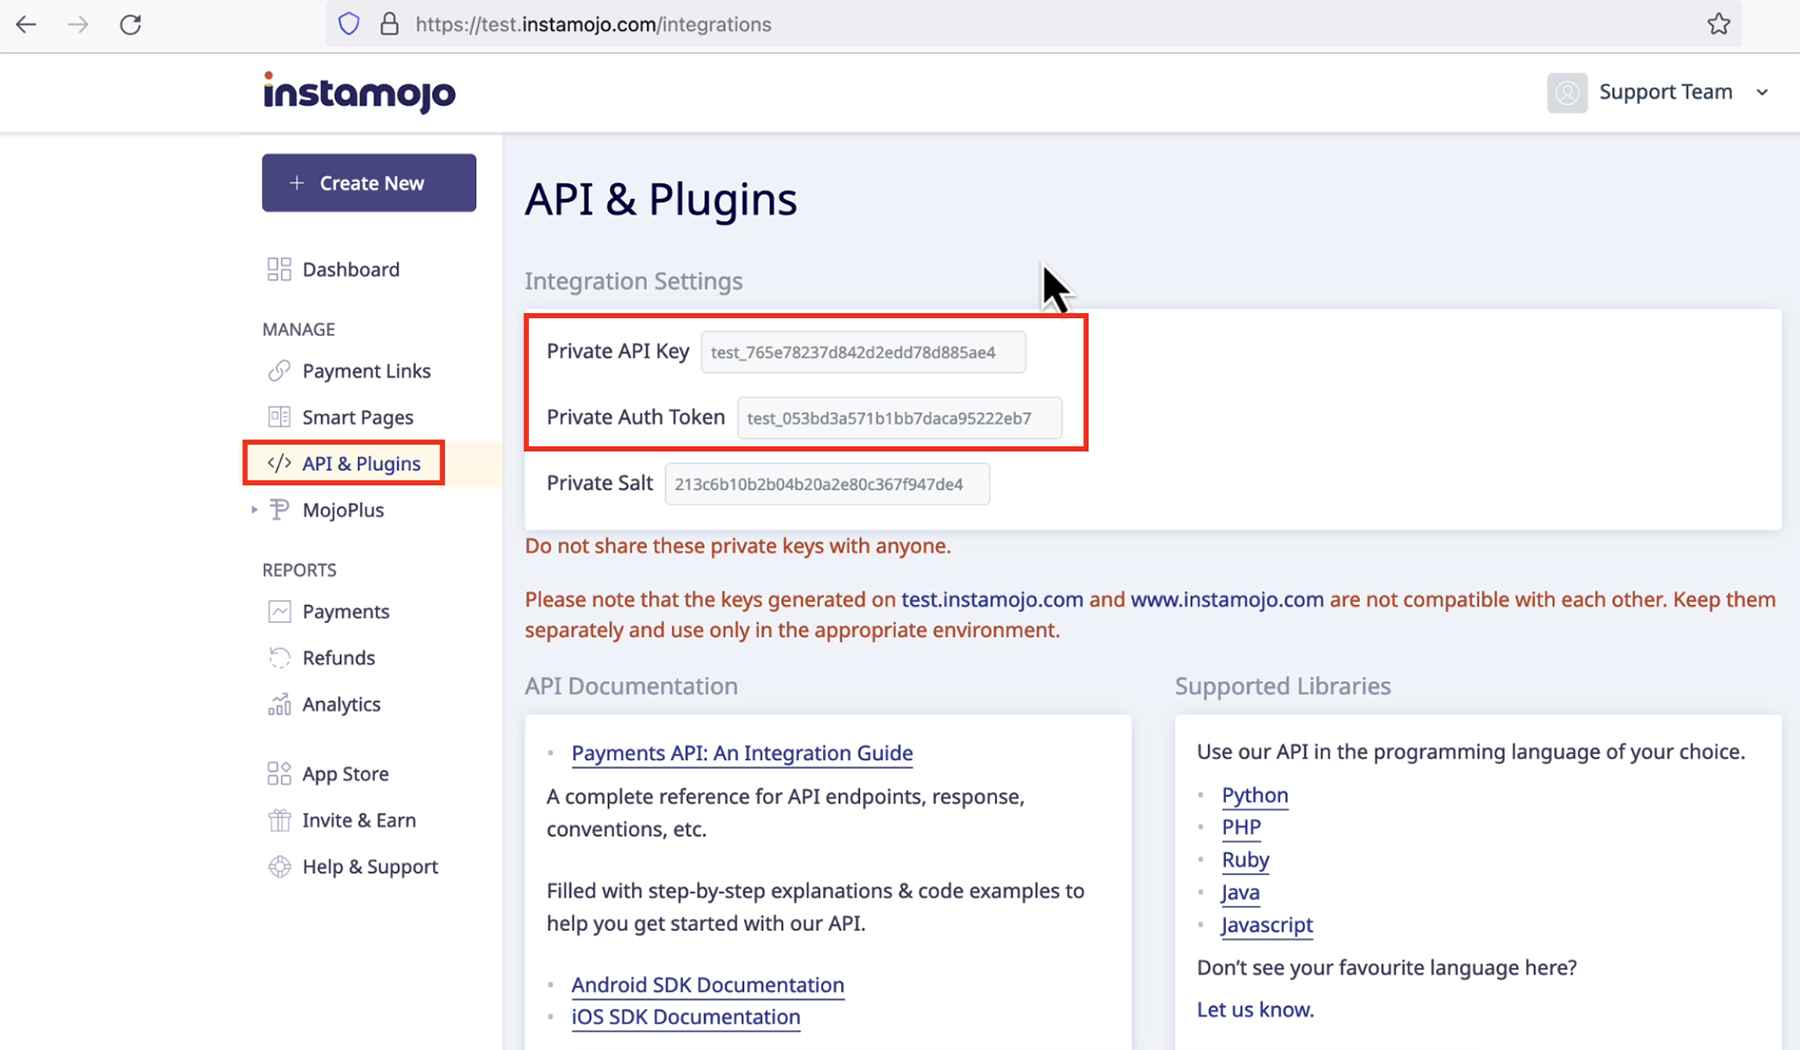 https://test.instamojo.com/integrations
instamojo
Support Team
+ Create New
Dashboard
MANAGE
Payment Links
Smart Pages
</> API & Plugins
MojoPlus
REPORTS
Payments
Refunds
Analytics
App Store
Invite & Earn
Help & Support
API & Plugins
Integration Settings
Private API Key test_765e78237d842d2edd78d885ae4
Private Auth Token test_053bd3a571b1bb7daca95222eb7
Private Salt 213c6b10b2b04b20a2e80c367f947de4
Do not share these private keys with anyone.
Please note that the keys generated on test.instamojo.com and www.instamojo.com are not compatible with each other. Keep them
separately and use only in the appropriate environment.
API Documentation
• Payments API: An Integration Guide
A complete reference for API endpoints, response,
conventions, etc.
Filled with step-by-step explanations & code examples to
help you get started with our API.
• Android SDK Documentation
• iOS SDK Documentation
Supported Libraries
Use our API in the programming language of your choice.
• Python
• PHP
• Ruby
• Java
• Javascript
Don’t see your favourite language here?
Let us know.